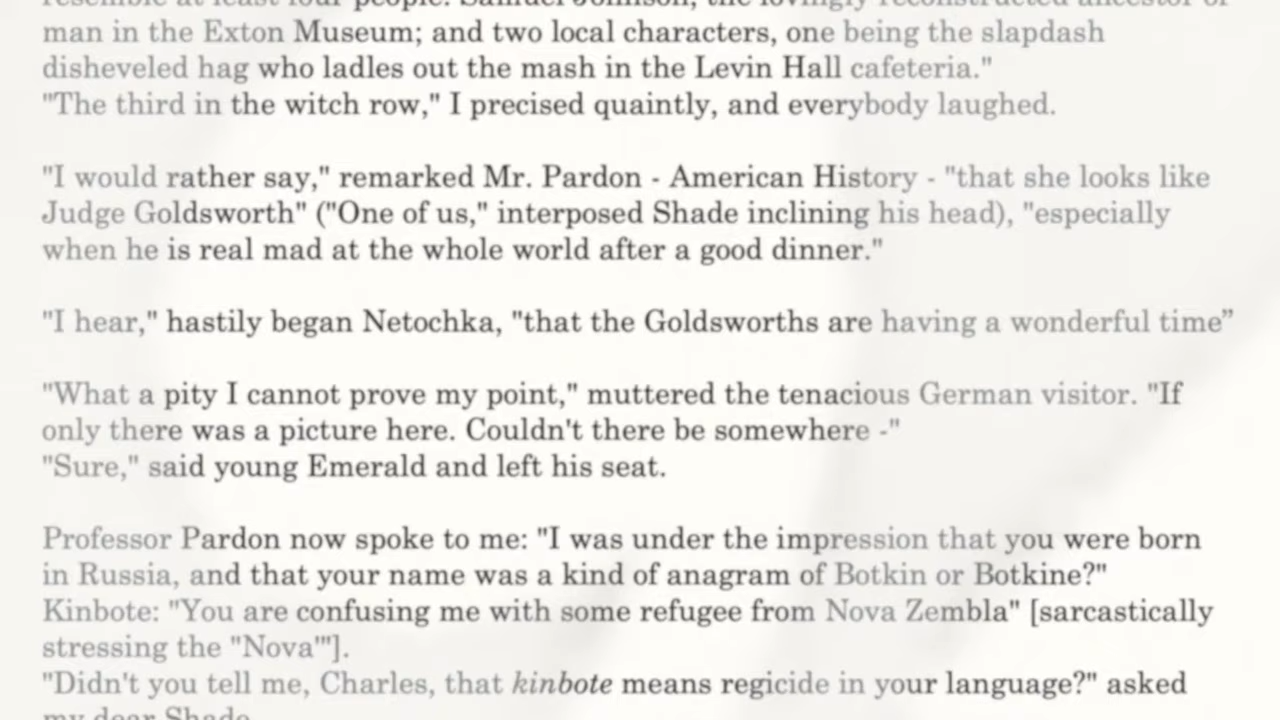 resemble at least four people: Samuel Johnson; the lovingly reconstructed ancestor of
man in the Exton Museum; and two local characters, one being the slapdash
disheveled hag who ladles out the mash in the Levin Hall cafeteria."
"The third in the witch row," I precised quaintly, and everybody laughed.
"I would rather say," remarked Mr. Pardon - American History - "that she looks like
Judge Goldsworth" ("One of us," interposed Shade inclining his head), "especially
when he is real mad at the whole world after a good dinner."
"I hear," hastily began Netochka, "that the Goldsworths are having a wonderful time”
"What a pity I cannot prove my point," muttered the tenacious German visitor. "If
only there was a picture here. Couldn't there be somewhere -"
"Sure," said young Emerald and left his seat.
Professor Pardon now spoke to me: "I was under the impression that you were born
in Russia, and that your name was a kind of anagram of Botkin or Botkine?"
Kinbote: "You are confusing me with some refugee from Nova Zembla" [sarcastically
stressing the "Nova'"].
"Didn't you tell me, Charles, that kinbote means regicide in your language?" asked
my dear Shade.